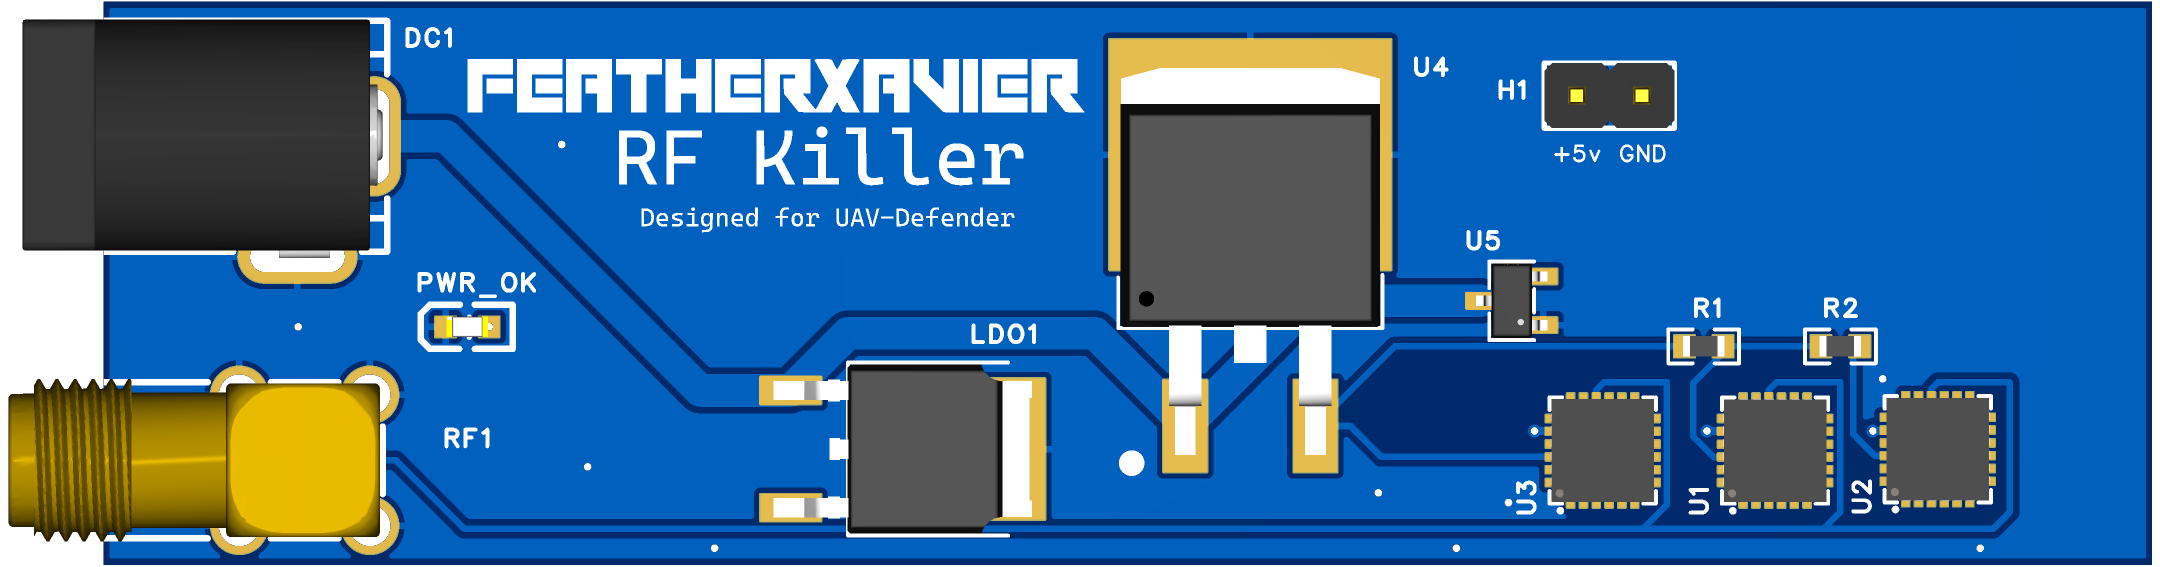 DC1
FEATHERXAVIER
RF Killer
Designed for UAV-Defender
U4
H1
+5v GND
U5
PWR_OK
LDO1
R1
R2
RF1
U3
U1
U2